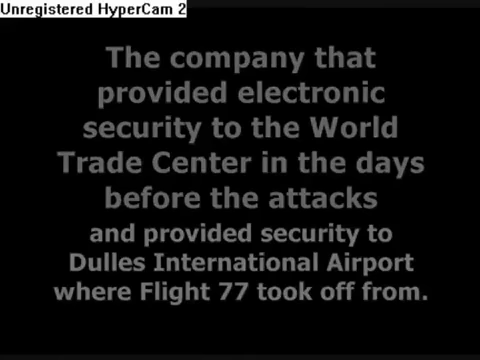 Unregistered HyperCam 2
The company that
provided electronic
security to the World
Trade Center in the days
before the attacks
and provided security to
Dulles International Airport
where Flight 77 took off from.